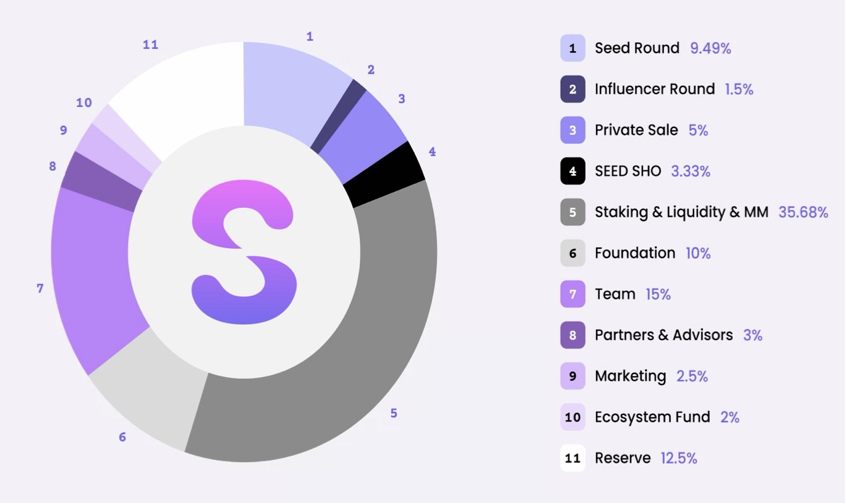 1
2
3
4
5
6
7
8
9
10
11
1 Seed Round 9.49%
2 Influencer Round 1.5%
3 Private Sale 5%
4 SEED SHO 3.33%
5 Staking & Liquidity & MM 35.68%
6 Foundation 10%
7 Team 15%
8 Partners & Advisors 3%
9 Marketing 2.5%
10 Ecosystem Fund 2%
11 Reserve 12.5%